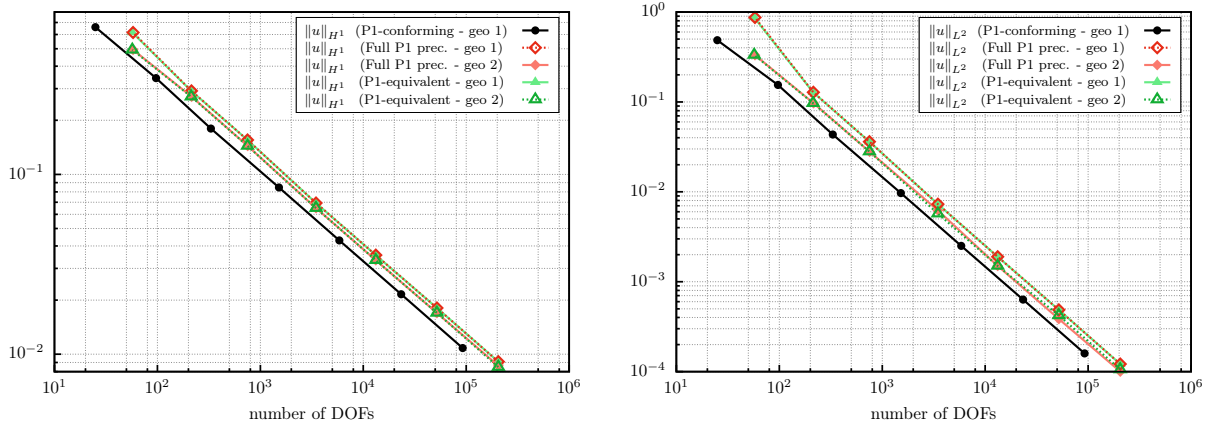 ‖u‖_{H^1} (P1-conforming - geo 1)
‖u‖_{H^1} (Full P1 prec. - geo 1)
‖u‖_{H^1} (Full P1 prec. - geo 2)
‖u‖_{H^1} (P1-equivalent - geo 1)
‖u‖_{H^1} (P1-equivalent - geo 2)
10^{-1}
10^{-2}
10^1 10^2 10^3 10^4 10^5 10^6
number of DOFs
‖u‖_{L^2} (P1-conforming - geo 1)
‖u‖_{L^2} (Full P1 prec. - geo 1)
‖u‖_{L^2} (Full P1 prec. - geo 2)
‖u‖_{L^2} (P1-equivalent - geo 1)
‖u‖_{L^2} (P1-equivalent - geo 2)
10^0
10^{-1}
10^{-2}
10^{-3}
10^{-4}
10^1 10^2 10^3 10^4 10^5 10^6
number of DOFs